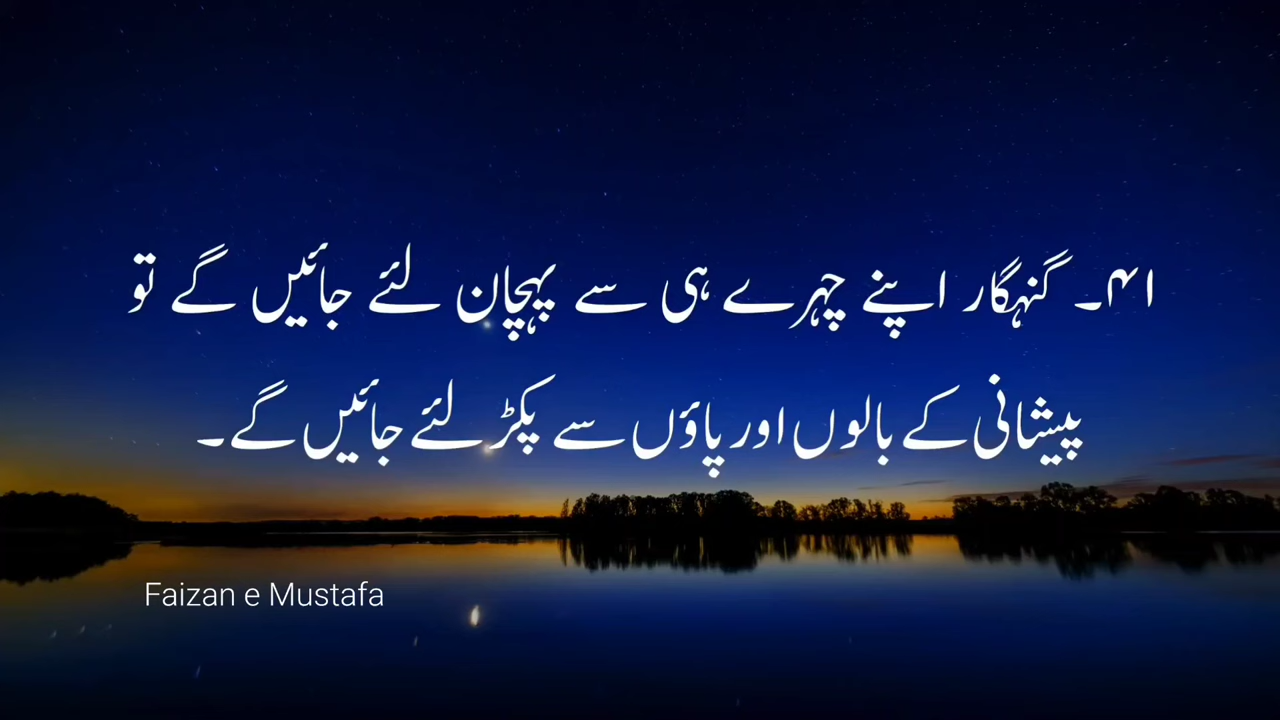 ۴۱۔ گنہگار اپنے چہرے ہی سے پہچان لئے جائیں گے تو
پیشانی کے بالوں اور پاؤں سے پکڑ لئے جائیں گے۔
Faizan e Mustafa